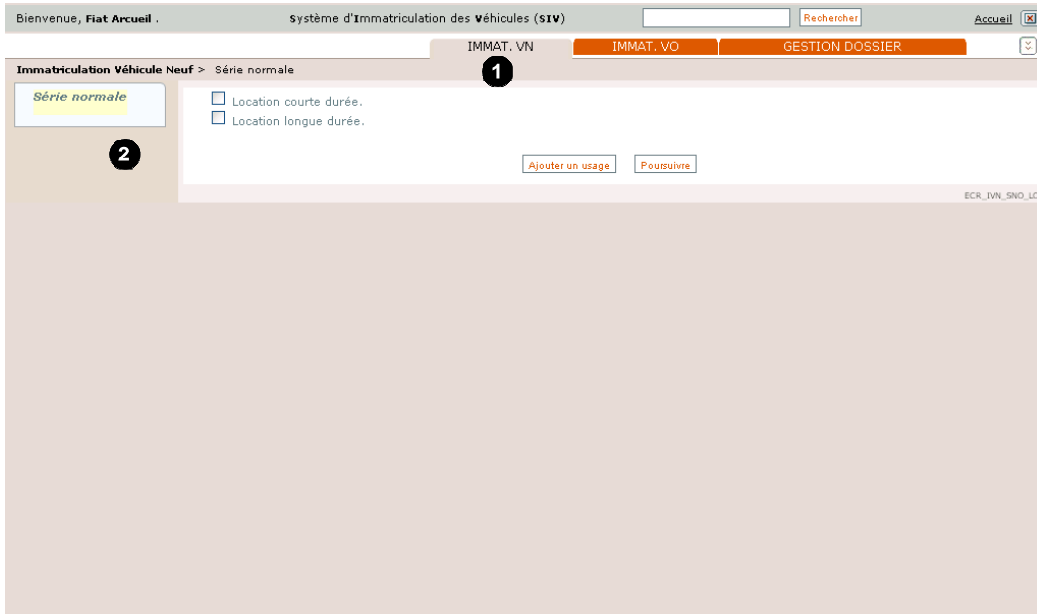 Bienvenue, Fiat Arcueil . Système d'Immatriculation des Véhicules (SIV) Rechercher Accueil
IMMAT. VN IMMAT. VO GESTION DOSSIER
1
Immatriculation Véhicule Neuf > Série normale
Série normale
Location courte durée.
Location longue durée.
2
Ajouter un usage Poursuivre
ECR_IVN_SNO_LC